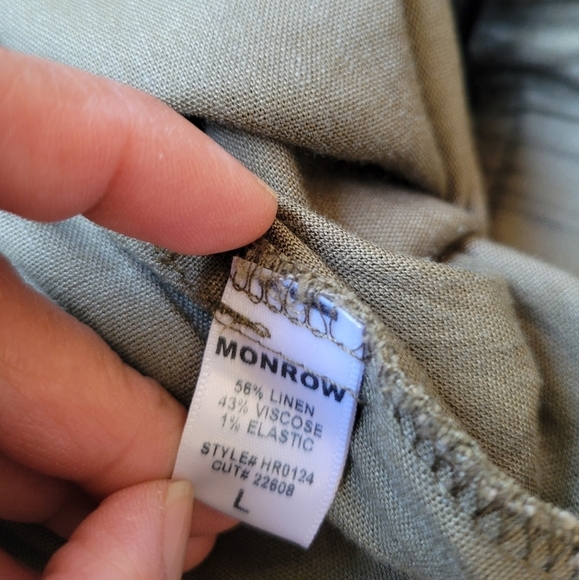 MONROW
56% LINEN
43% VISCOSE
1% ELASTIC
STYLE# HR0124
CUT# 22608
L